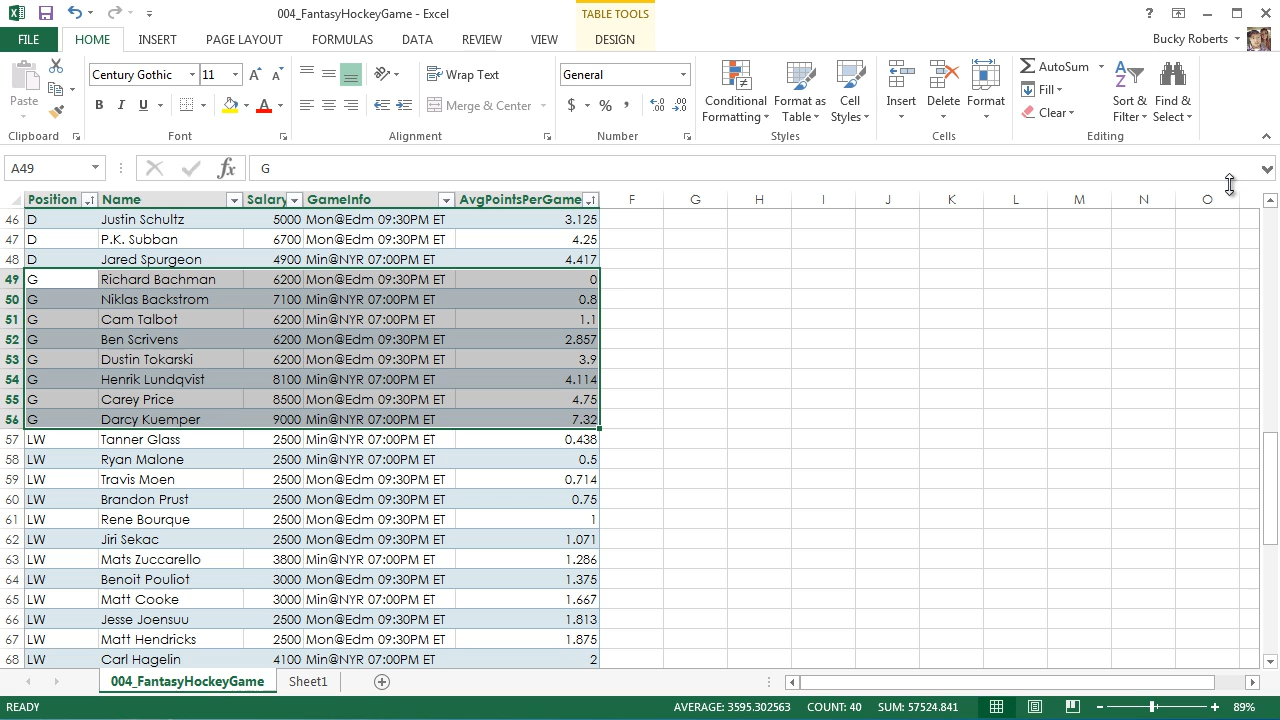 004_FantasyHockeyGame - Excel
TABLE TOOLS
FILE HOME INSERT PAGE LAYOUT FORMULAS DATA REVIEW VIEW DESIGN Bucky Roberts
Paste
Century Gothic 11
Wrap Text
General
Conditional Formatting
Format as Table
Cell Styles
Insert Delete Format
AutoSum
Fill
Clear
Sort & Filter
Find & Select
B I U A
Merge & Center
$ % ,
Clipboard Font Alignment Number Styles Cells Editing
A49 fx G
Position Name Salary GameInfo AvgPointsPerGame F G H I J K L M N O
46 D Justin Schultz 5000 Mon@Edm 09:30PM ET 3.125
47 D P.K. Subban 6700 Mon@Edm 09:30PM ET 4.25
48 D Jared Spurgeon 4900 Min@NYR 07:00PM ET 4.417
49 G Richard Bachman 6200 Mon@Edm 09:30PM ET 0
50 G Niklas Backstrom 7100 Min@NYR 07:00PM ET 0.8
51 G Cam Talbot 6200 Min@NYR 07:00PM ET 1.1
52 G Ben Scrivens 6200 Mon@Edm 09:30PM ET 2.857
53 G Dustin Tokarski 6200 Mon@Edm 09:30PM ET 3.9
54 G Henrik Lundqvist 8100 Min@NYR 07:00PM ET 4.114
55 G Carey Price 8500 Mon@Edm 09:30PM ET 4.75
56 G Darcy Kuemper 9000 Min@NYR 07:00PM ET 7.32
57 LW Tanner Glass 2500 Min@NYR 07:00PM ET 0.438
58 LW Ryan Malone 2500 Min@NYR 07:00PM ET 0.5
59 LW Travis Moen 2500 Mon@Edm 09:30PM ET 0.714
60 LW Brandon Prust 2500 Mon@Edm 09:30PM ET 0.75
61 LW Rene Bourque 2500 Mon@Edm 09:30PM ET 1
62 LW Jiri Sekac 2500 Mon@Edm 09:30PM ET 1.071
63 LW Mats Zuccarello 3800 Min@NYR 07:00PM ET 1.286
64 LW Benoit Pouliot 3000 Mon@Edm 09:30PM ET 1.375
65 LW Matt Cooke 3000 Min@NYR 07:00PM ET 1.667
66 LW Jesse Joensuu 2500 Mon@Edm 09:30PM ET 1.813
67 LW Matt Hendricks 2500 Mon@Edm 09:30PM ET 1.875
68 LW Carl Hagelin 4100 Min@NYR 07:00PM ET 2
004_FantasyHockeyGame Sheet1
READY AVERAGE: 3595.302563 COUNT: 40 SUM: 57524.841 89%